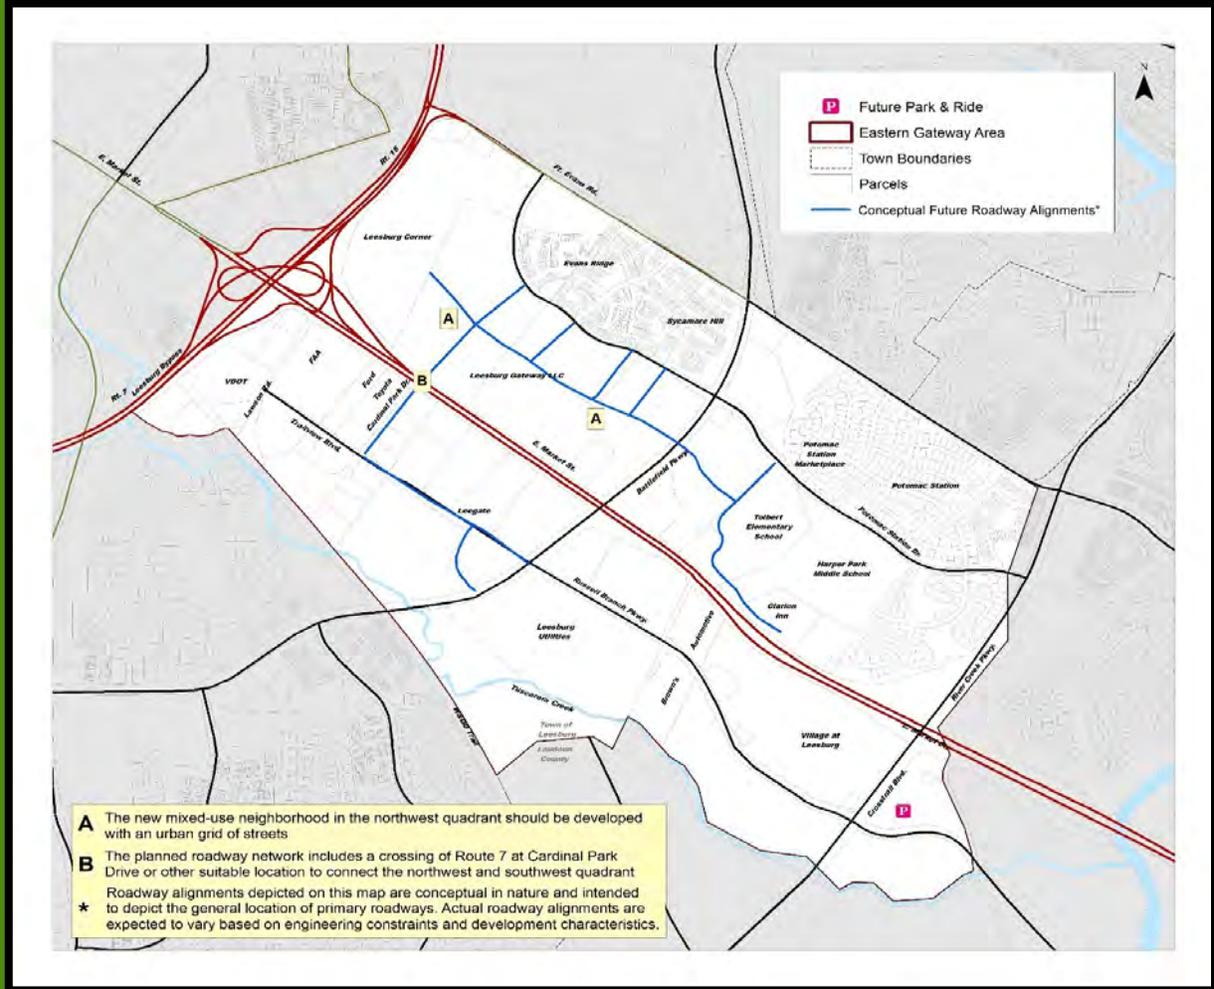 N
P Future Park & Ride
Eastern Gateway Area
Town Boundaries
Parcels
Conceptual Future Roadway Alignments*
E. Market St.
Rt. 15
Ft. Evans Rd.
Leesburg Corner
Evans Ridge
Sycamore Hill
A
B
Leesburg Gateway LLC
A
FAA
Ford
Toyota
Cardinal Park Dr.
VDOT
Lawson Rd.
Rt. 7
Leesburg Bypass
Trailview Blvd.
E. Market St.
Battlefield Pkwy.
Potomac
Station
Marketplace
Potomac Station
Potomac Station Dr.
Leegate
Tolbert
Elementary
School
Harper Park
Middle School
Clarion
Inn
Russell Branch Pkwy.
Leesburg
Utilities
Automotive
Brown's
River Creek Pkwy.
Tuscarora Creek
Town of
Leesburg
Loudoun
County
Village at
Leesburg
Crosstrail Blvd.
P
A The new mixed-use neighborhood in the northwest quadrant should be developed
with an urban grid of streets
B The planned roadway network includes a crossing of Route 7 at Cardinal Park
Drive or other suitable location to connect the northwest and southwest quadrant
Roadway alignments depicted on this map are conceptual in nature and intended
* to depict the general location of primary roadways. Actual roadway alignments are
expected to vary based on engineering constraints and development characteristics.